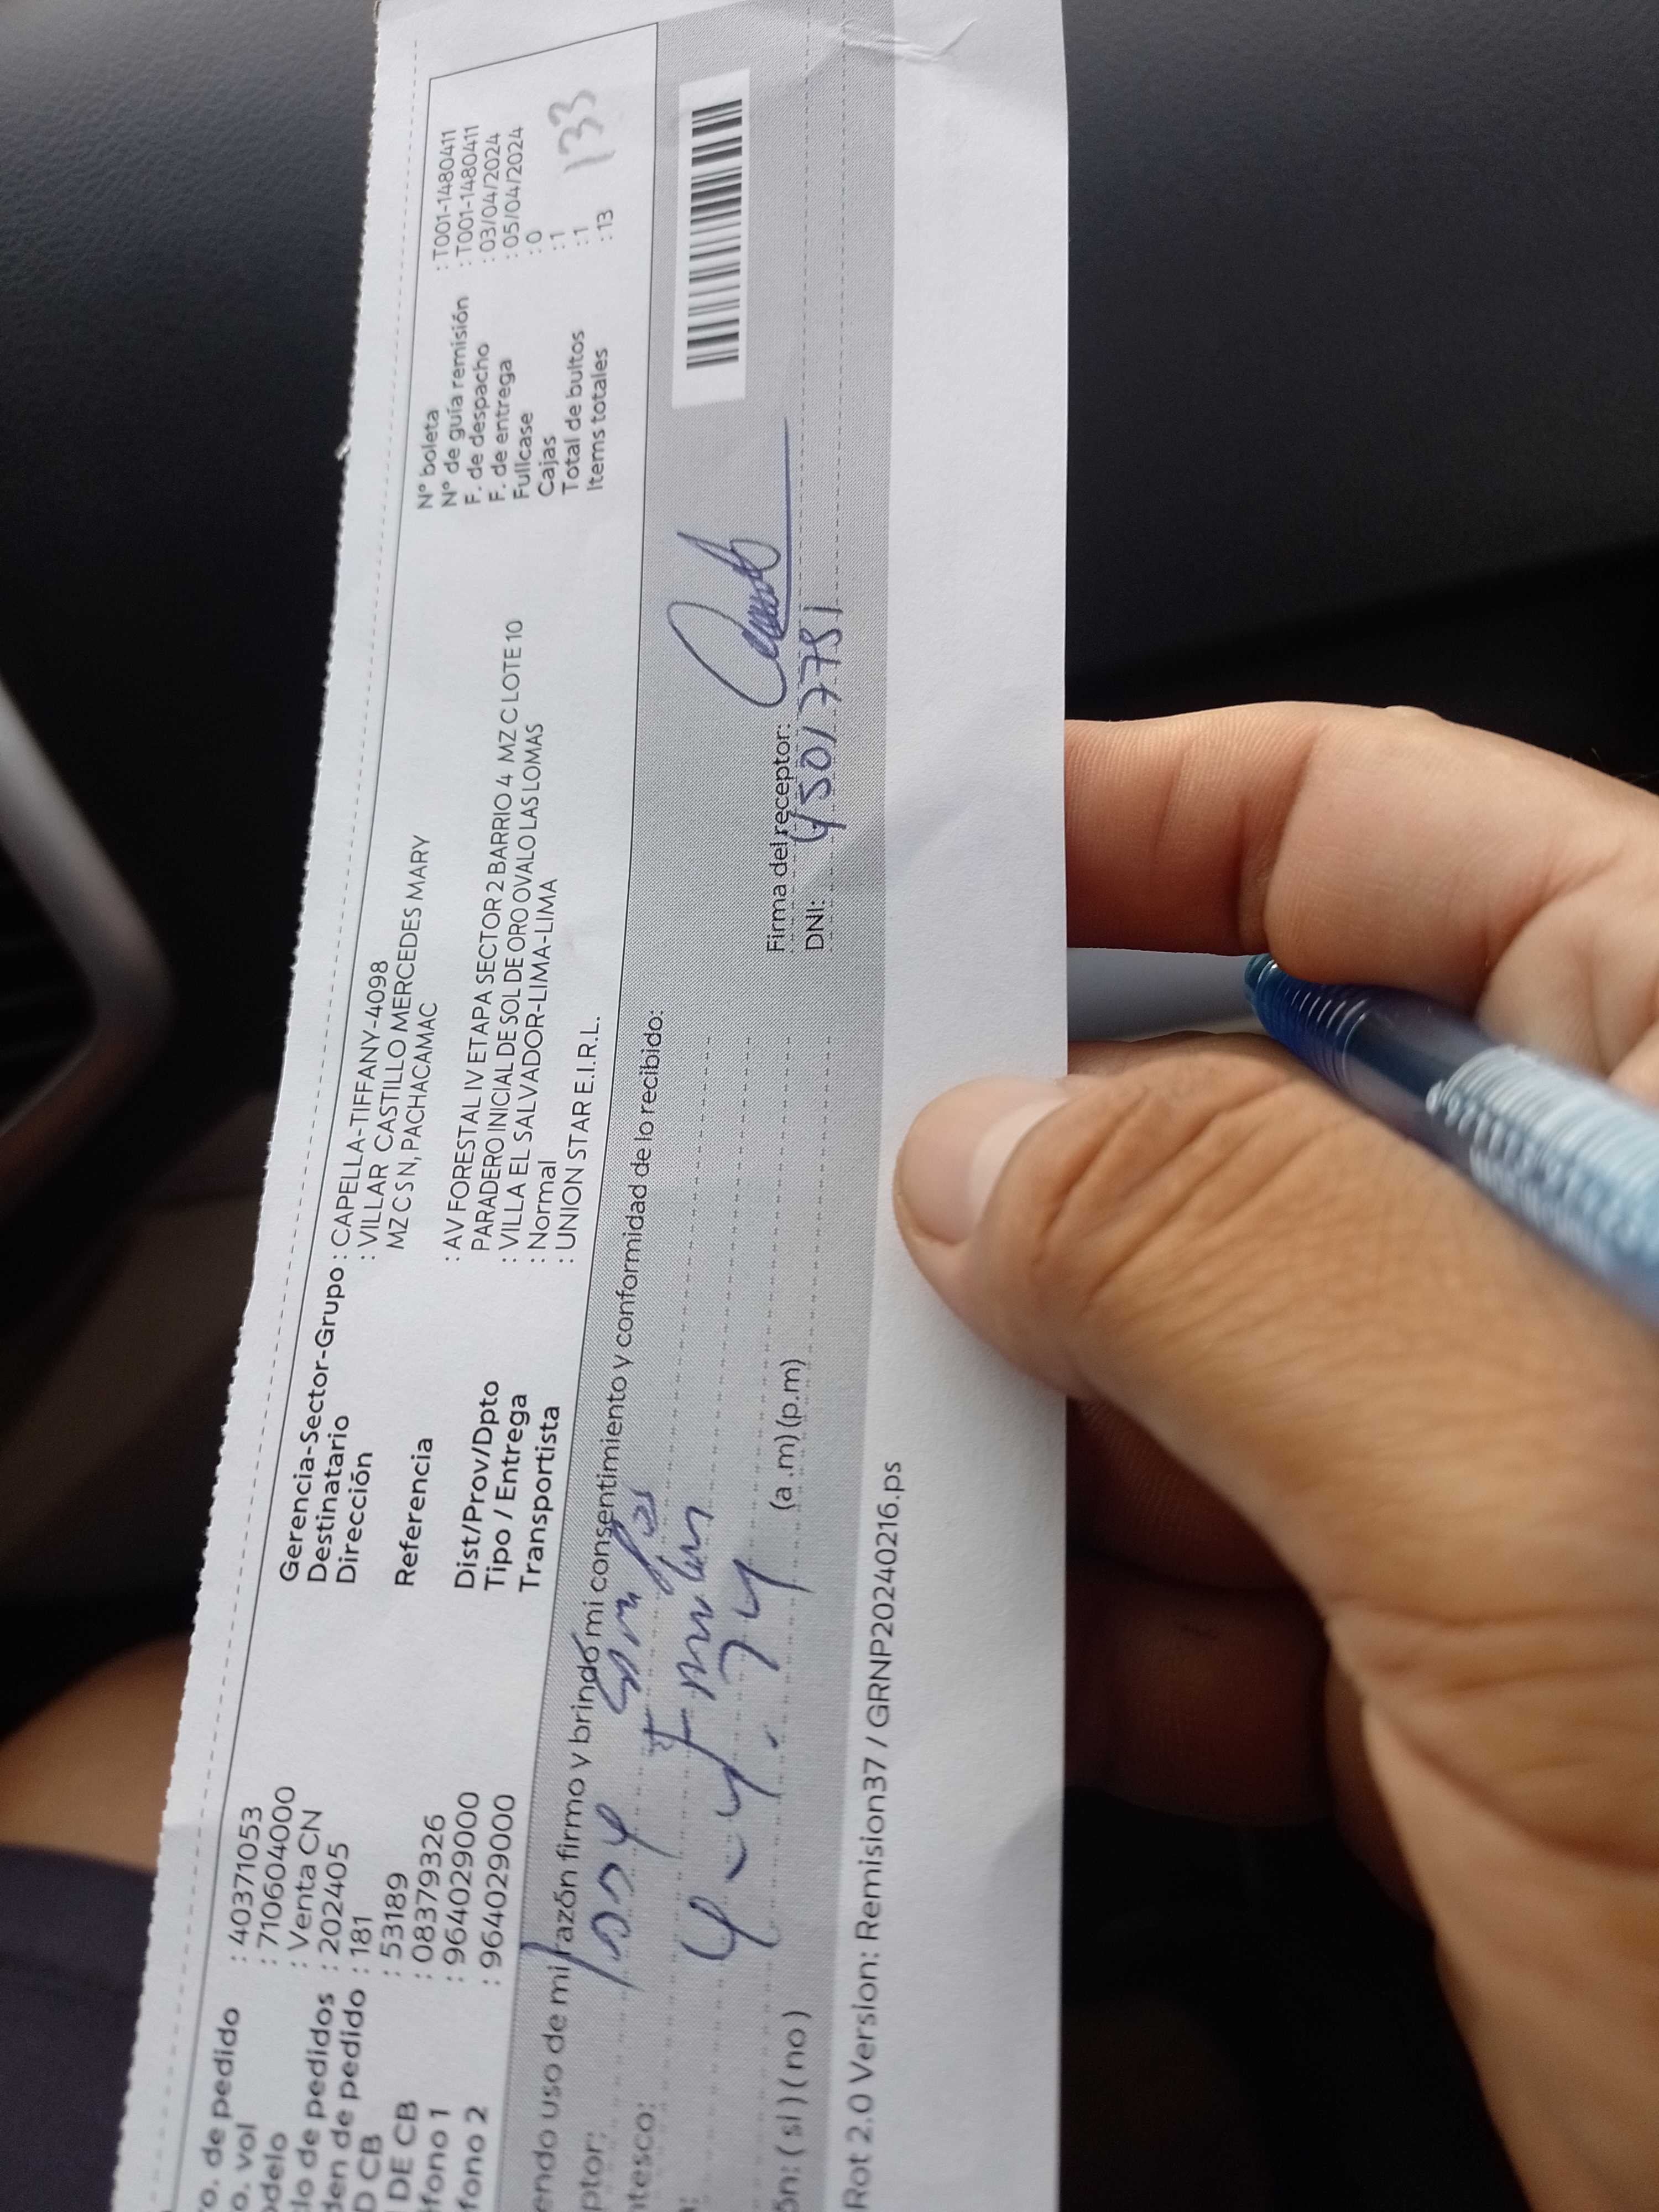 ro. de pedido : 403371053
ro. vol : 710604000
odelo : Venta CN
lo de pedidos : 202405
den de pedido : 181
D CB : 53189
DE CB : 08379326
éfono 1 : 964029000
éfono 2 : 964029000
Gerencia-Sector-Grupo : CAPELLA-TIFFANY-4098
Destinatario : VILLAR CASTILLO MERCEDES MARY
Dirección MZ C S N, PACHACAMAC
Referencia : AV FORESTAL IV ETAPA SECTOR 2 BARRIO 4 MZ C LOTE 10
PARADERO INICIAL DE SOL DE ORO OVALO LAS LOMAS
Dist/Prov/Dpto : VILLA EL SALVADOR-LIMA-LIMA
Tipo / Entrega : Normal
Transportista : UNION STAR E.I.R.L.
N° boleta : T001-1480411
N° de guía remisión : T001-1480411
F. de despacho : 03/04/2024
F. de entrega : 05/04/2024
Fullcase : 0
Cajas : 1
Total de bultos : 1
Items totales : 13
133
endo uso de mi razón firmo y brindo mi consentimiento y conformidad de lo recibido:
ptor:
ntesco:
ón: ( si ) ( no ) (a .m) (p.m)
Firma del receptor:
DNI: 45017751
Rot 2.0 Version: Remision37 / GRNP20240216.ps